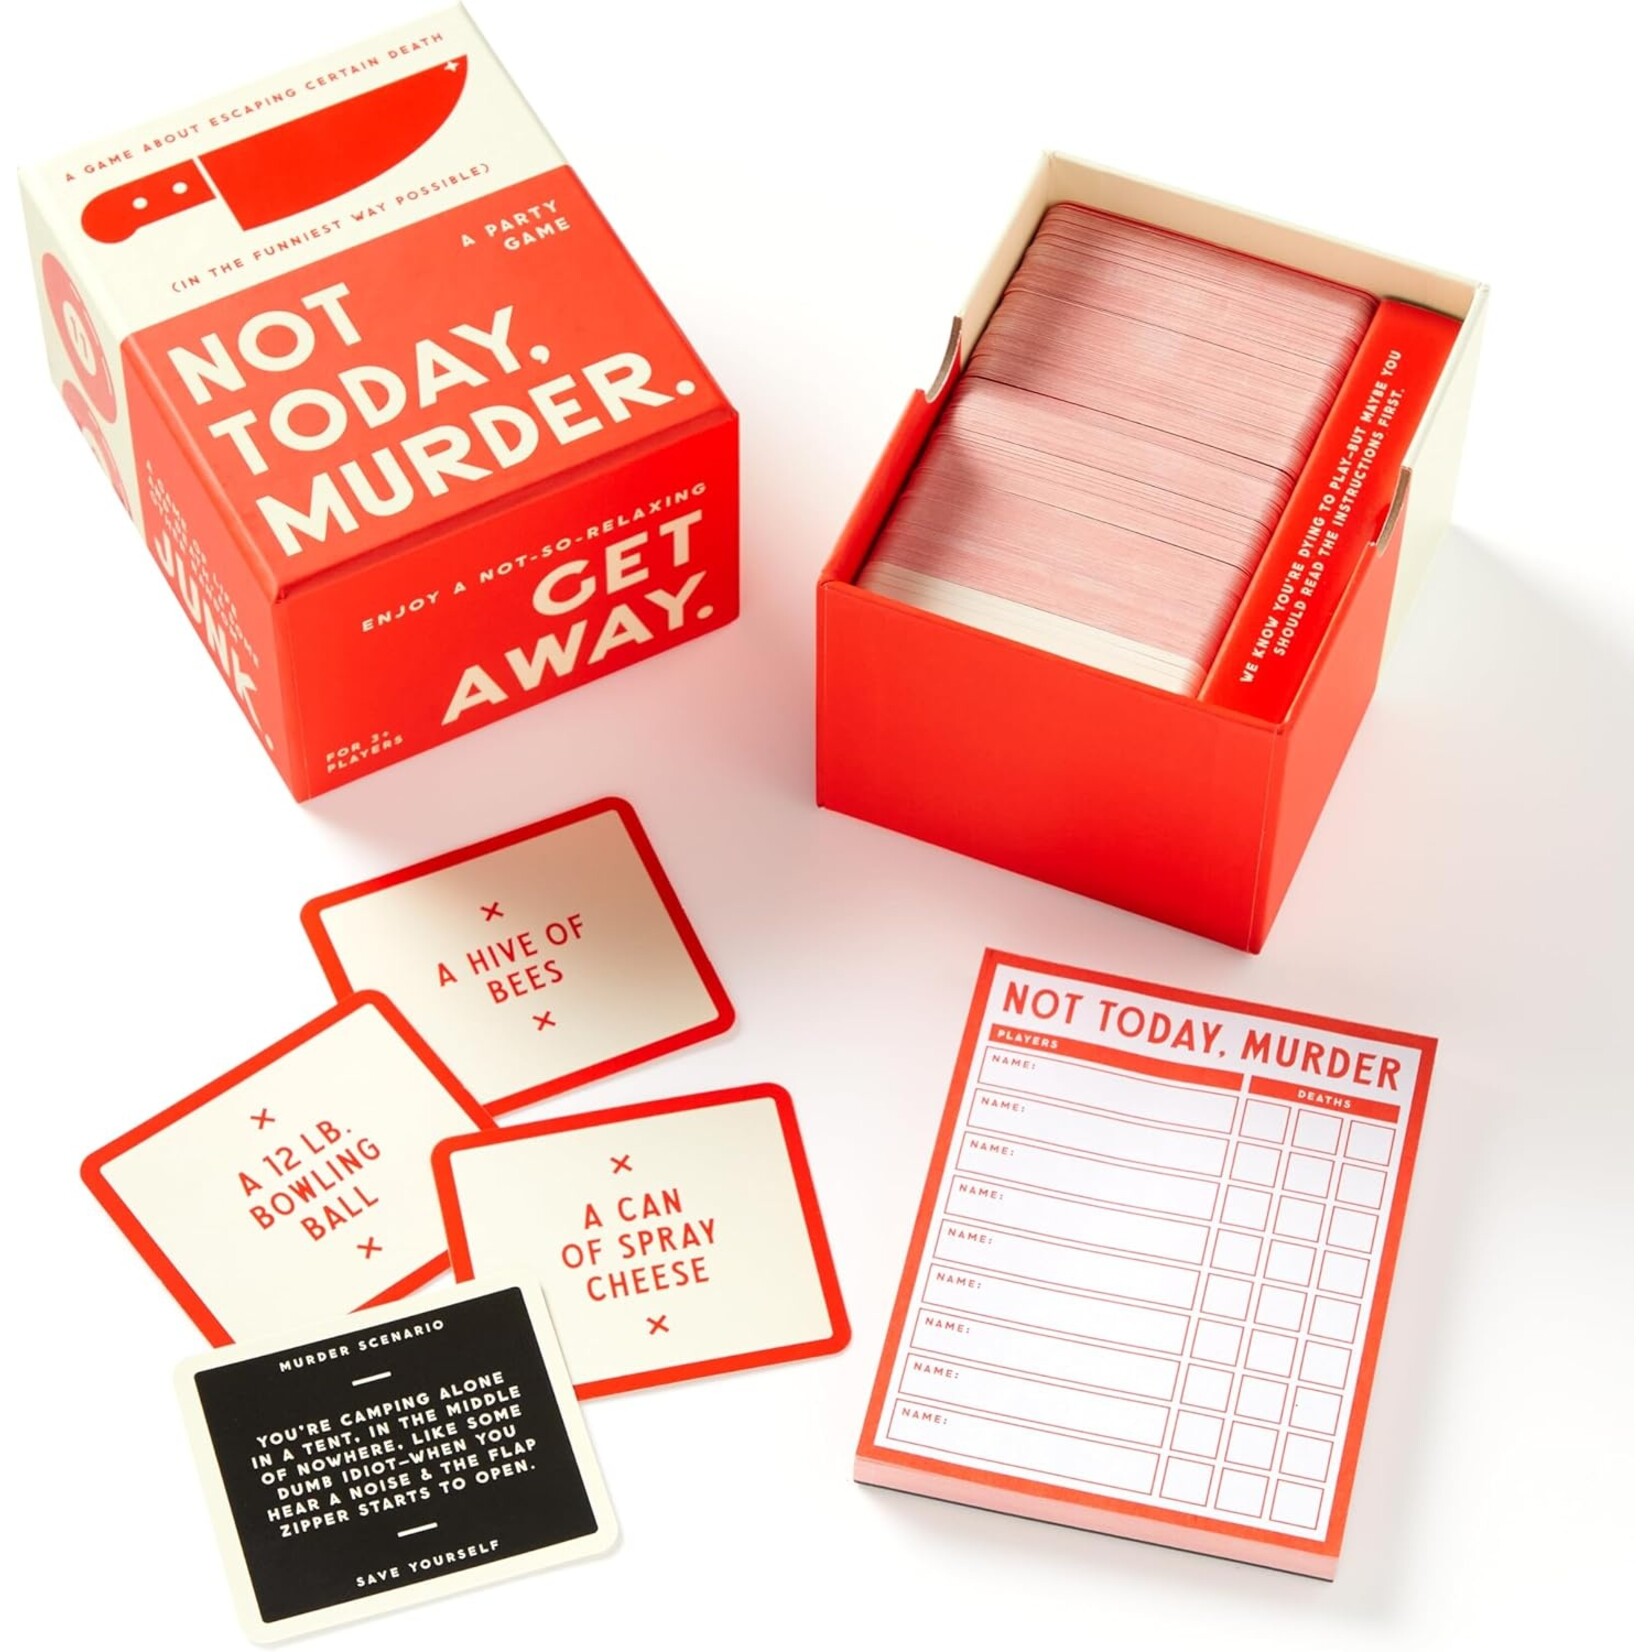 A GAME ABOUT ESCAPING CERTAIN DEATH
(IN THE FUNNIEST WAY POSSIBLE)
A PARTY
GAME
NOT
TODAY,
MURDER.
ENJOY A NOT-SO-RELAXING
GET
AWAY.
FOR 3+
PLAYERS
JUNK.
WE KNOW YOU'RE DYING TO PLAY–BUT MAYBE YOU
SHOULD READ THE INSTRUCTIONS FIRST.
A HIVE OF
BEES
A 12 LB.
BOWLING
BALL
A CAN
OF SPRAY
CHEESE
MURDER SCENARIO
YOU'RE CAMPING ALONE
IN A TENT, IN THE MIDDLE
OF NOWHERE, LIKE SOME
DUMB IDIOT–WHEN YOU
HEAR A NOISE & THE FLAP
ZIPPER STARTS TO OPEN.
SAVE YOURSELF
NOT TODAY, MURDER
PLAYERS
DEATHS
NAME:
NAME:
NAME:
NAME:
NAME:
NAME:
NAME:
NAME:
NAME: